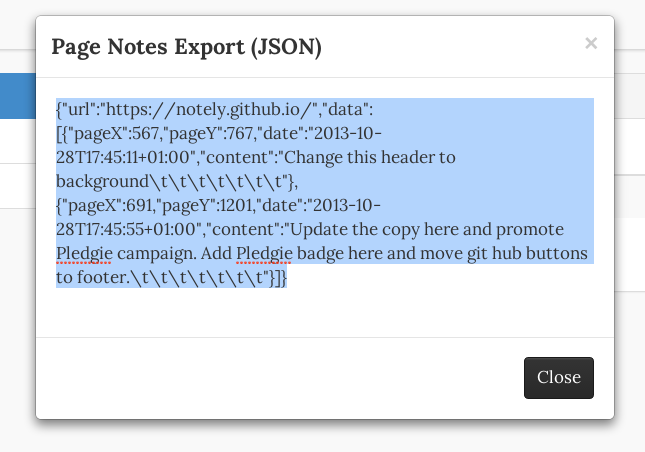 Page Notes Export (JSON)
×
{"url":"https://notely.github.io/","data":
[{"pageX":567,"pageY":767,"date":"2013-10-
28T17:45:11+01:00","content":"Change this header to
background\t\t\t\t\t\t\t"},
{"pageX":691,"pageY":1201,"date":"2013-10-
28T17:45:55+01:00","content":"Update the copy here and promote
Pledgie campaign. Add Pledgie badge here and move git hub buttons
to footer.\t\t\t\t\t\t\t"}]}
Close